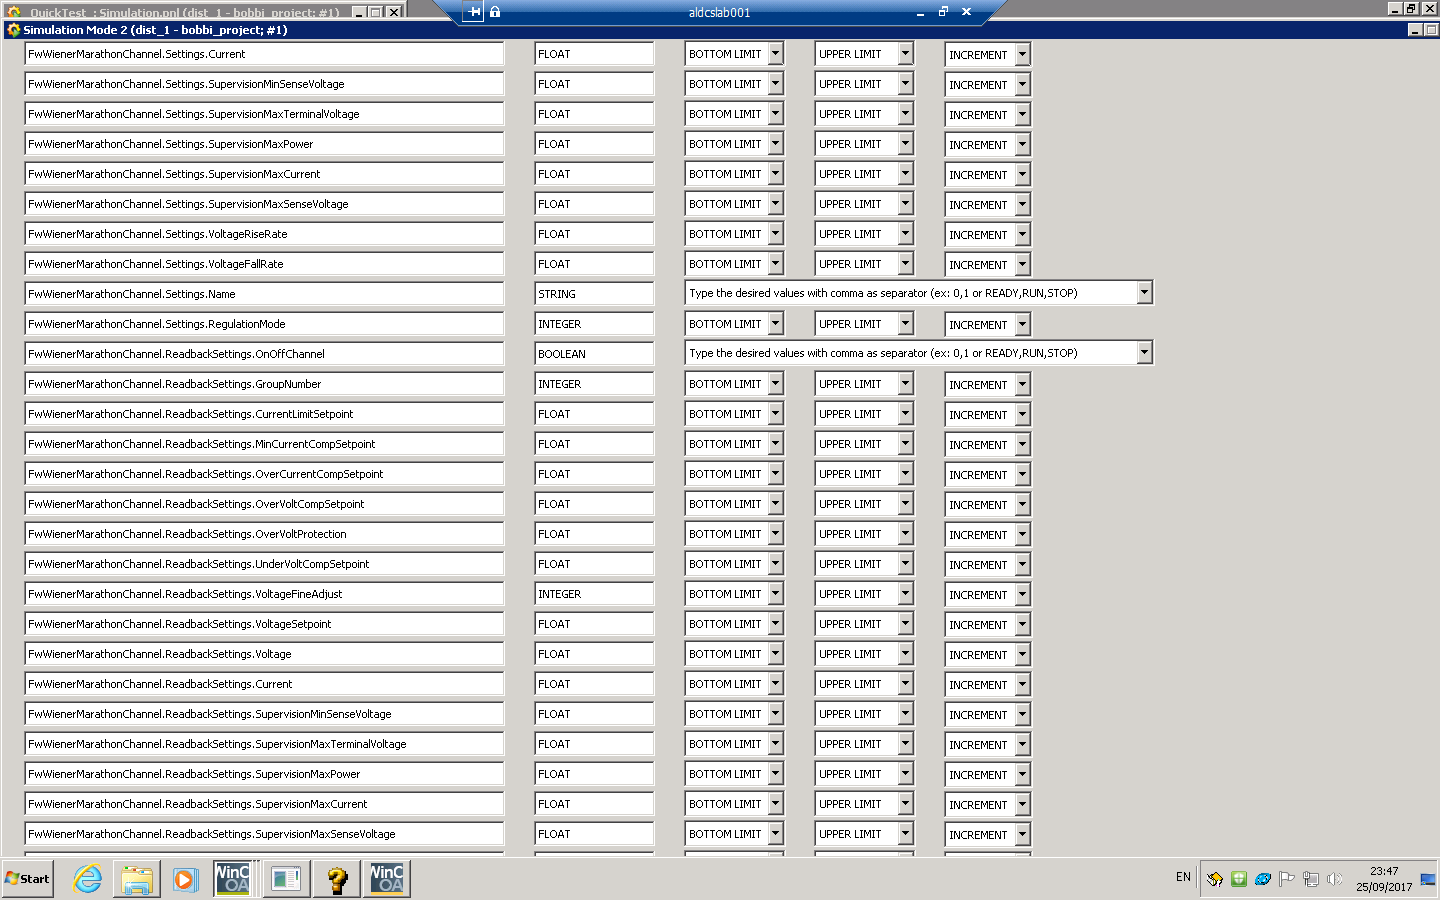 QuickTest_: Simulation.pnl (dist_1 - bobbi_project; #1)
aldcslab001
Simulation Mode 2 (dist_1 - bobbi_project; #1)
FwWienerMarathonChannel.Settings.Current FLOAT BOTTOM LIMIT UPPER LIMIT INCREMENT
FwWienerMarathonChannel.Settings.SupervisionMinSenseVoltage FLOAT BOTTOM LIMIT UPPER LIMIT INCREMENT
FwWienerMarathonChannel.Settings.SupervisionMaxTerminalVoltage FLOAT BOTTOM LIMIT UPPER LIMIT INCREMENT
FwWienerMarathonChannel.Settings.SupervisionMaxPower FLOAT BOTTOM LIMIT UPPER LIMIT INCREMENT
FwWienerMarathonChannel.Settings.SupervisionMaxCurrent FLOAT BOTTOM LIMIT UPPER LIMIT INCREMENT
FwWienerMarathonChannel.Settings.SupervisionMaxSenseVoltage FLOAT BOTTOM LIMIT UPPER LIMIT INCREMENT
FwWienerMarathonChannel.Settings.VoltageRiseRate FLOAT BOTTOM LIMIT UPPER LIMIT INCREMENT
FwWienerMarathonChannel.Settings.VoltageFallRate FLOAT BOTTOM LIMIT UPPER LIMIT INCREMENT
FwWienerMarathonChannel.Settings.Name STRING Type the desired values with comma as separator (ex: 0,1 or READY,RUN,STOP)
FwWienerMarathonChannel.Settings.RegulationMode INTEGER BOTTOM LIMIT UPPER LIMIT INCREMENT
FwWienerMarathonChannel.ReadbackSettings.OnOffChannel BOOLEAN Type the desired values with comma as separator (ex: 0,1 or READY,RUN,STOP)
FwWienerMarathonChannel.ReadbackSettings.GroupNumber INTEGER BOTTOM LIMIT UPPER LIMIT INCREMENT
FwWienerMarathonChannel.ReadbackSettings.CurrentLimitSetpoint FLOAT BOTTOM LIMIT UPPER LIMIT INCREMENT
FwWienerMarathonChannel.ReadbackSettings.MinCurrentCompSetpoint FLOAT BOTTOM LIMIT UPPER LIMIT INCREMENT
FwWienerMarathonChannel.ReadbackSettings.OverCurrentCompSetpoint FLOAT BOTTOM LIMIT UPPER LIMIT INCREMENT
FwWienerMarathonChannel.ReadbackSettings.OverVoltCompSetpoint FLOAT BOTTOM LIMIT UPPER LIMIT INCREMENT
FwWienerMarathonChannel.ReadbackSettings.OverVoltProtection FLOAT BOTTOM LIMIT UPPER LIMIT INCREMENT
FwWienerMarathonChannel.ReadbackSettings.UnderVoltCompSetpoint FLOAT BOTTOM LIMIT UPPER LIMIT INCREMENT
FwWienerMarathonChannel.ReadbackSettings.VoltageFineAdjust INTEGER BOTTOM LIMIT UPPER LIMIT INCREMENT
FwWienerMarathonChannel.ReadbackSettings.VoltageSetpoint FLOAT BOTTOM LIMIT UPPER LIMIT INCREMENT
FwWienerMarathonChannel.ReadbackSettings.Voltage FLOAT BOTTOM LIMIT UPPER LIMIT INCREMENT
FwWienerMarathonChannel.ReadbackSettings.Current FLOAT BOTTOM LIMIT UPPER LIMIT INCREMENT
FwWienerMarathonChannel.ReadbackSettings.SupervisionMinSenseVoltage FLOAT BOTTOM LIMIT UPPER LIMIT INCREMENT
FwWienerMarathonChannel.ReadbackSettings.SupervisionMaxTerminalVoltage FLOAT BOTTOM LIMIT UPPER LIMIT INCREMENT
FwWienerMarathonChannel.ReadbackSettings.SupervisionMaxPower FLOAT BOTTOM LIMIT UPPER LIMIT INCREMENT
FwWienerMarathonChannel.ReadbackSettings.SupervisionMaxCurrent FLOAT BOTTOM LIMIT UPPER LIMIT INCREMENT
FwWienerMarathonChannel.ReadbackSettings.SupervisionMaxSenseVoltage FLOAT BOTTOM LIMIT UPPER LIMIT INCREMENT
Start WinC OA WinC OA EN 23:47
25/09/2017